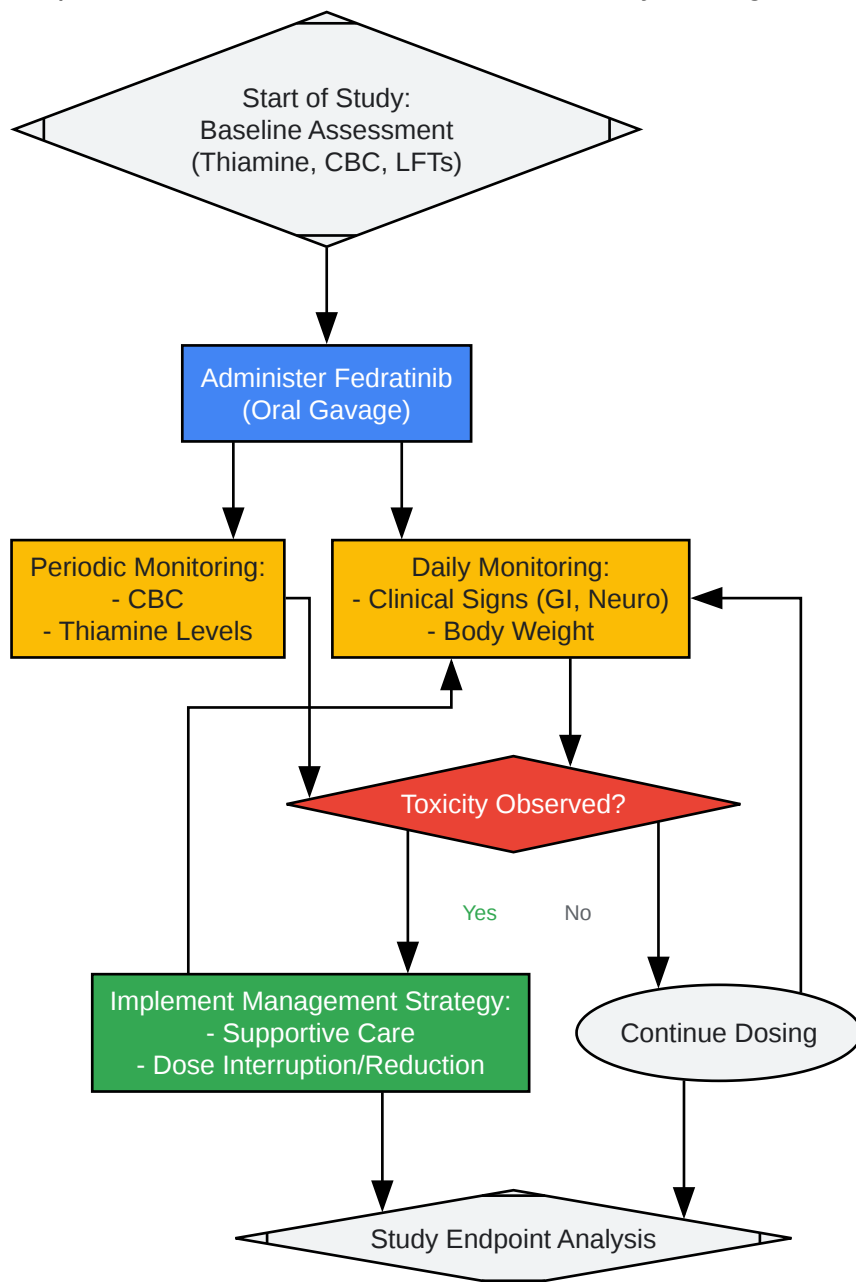 Start of Study:
Baseline Assessment
(Thiamine, CBC, LFTs)
Administer Fedratinib
(Oral Gavage)
Periodic Monitoring:
- CBC
- Thiamine Levels
Daily Monitoring:
- Clinical Signs (GI, Neuro)
- Body Weight
Toxicity Observed?
Yes
No
Implement Management Strategy:
- Supportive Care
- Dose Interruption/Reduction
Continue Dosing
Study Endpoint Analysis